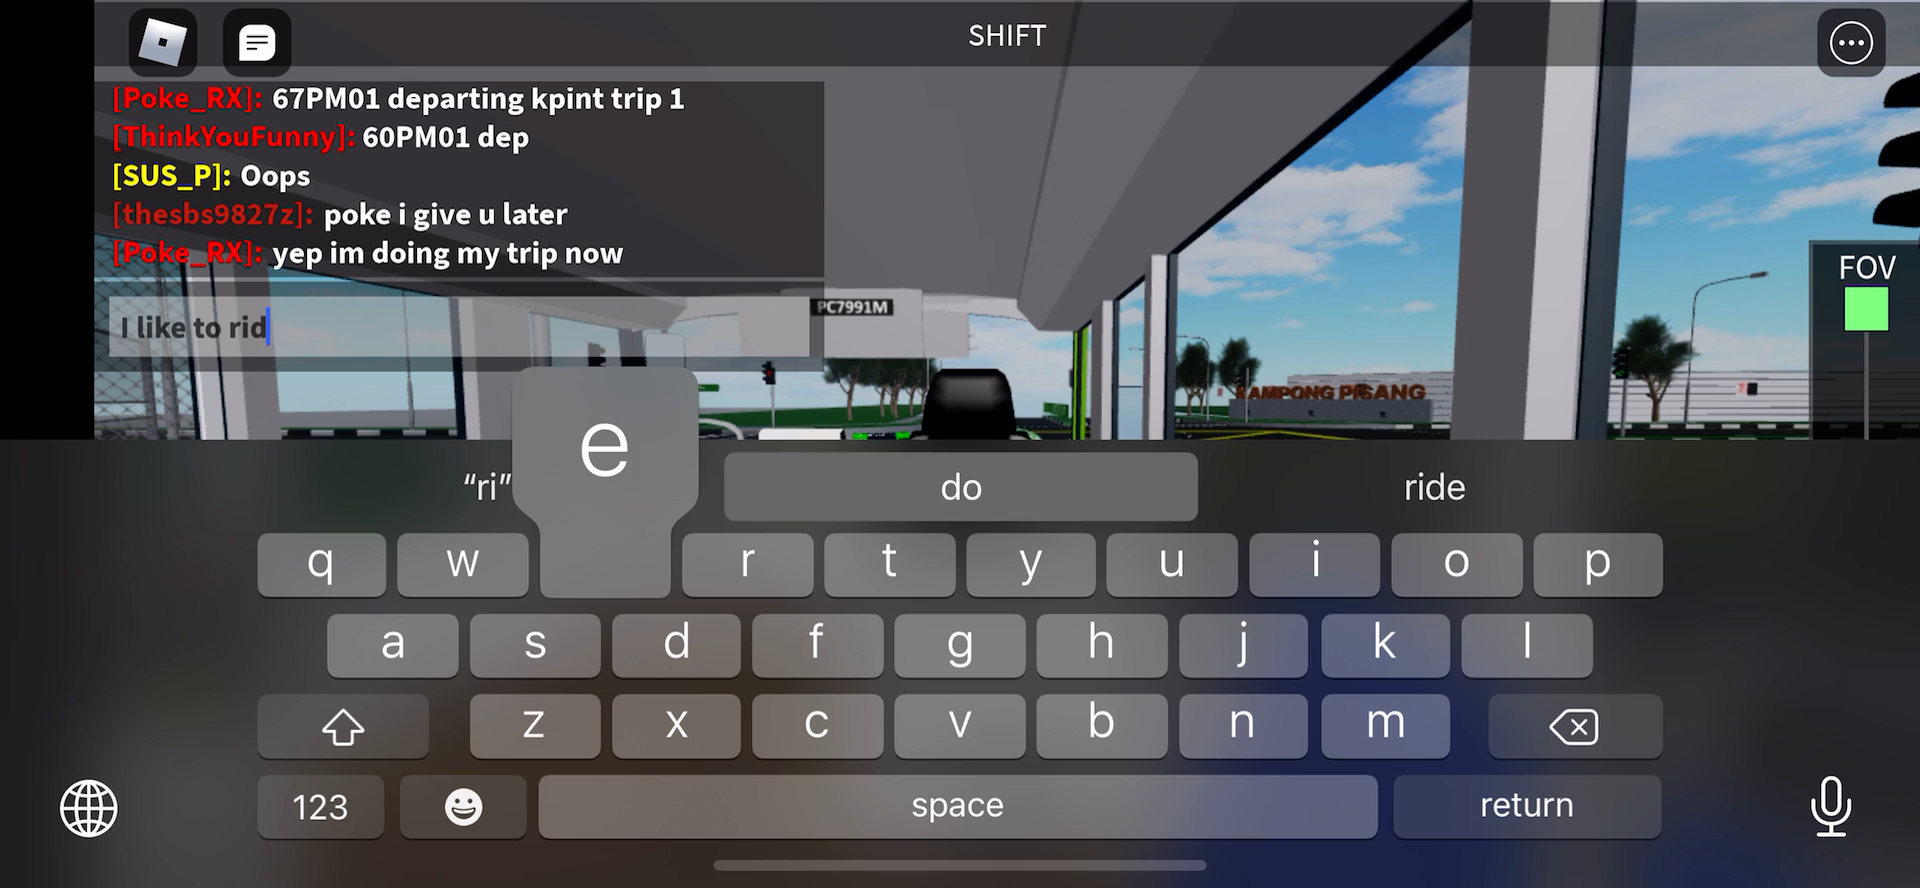 SHIFT
[Poke_RX]: 67PM01 departing kpint trip 1
[ThinkYouFunny]: 60PM01 dep
[SUS_P]: Oops
[thesbs9827z]: poke i give u later
[Poke_RX]: yep im doing my trip now
FOV
PC7991M
I like to rid
KAMPONG PISANG
e
“ri” do ride
q w r t y u i o p
a s d f g h j k l
z x c v b n m
123 space return